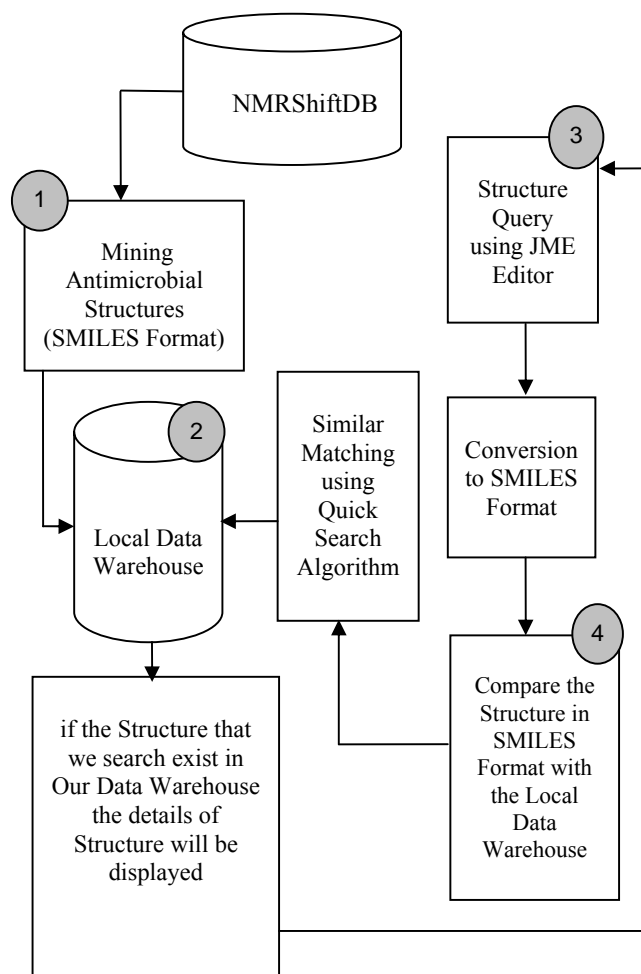 NMRShiftDB
1
Mining
Antimicrobial
Structures
(SMILES Format)
2
Local Data
Warehouse
if the Structure that
we search exist in
Our Data Warehouse
the details of
Structure will be
displayed
Similar
Matching
using
Quick
Search
Algorithm
3
Structure
Query
using JME
Editor
Conversion
to SMILES
Format
4
Compare the
Structure in
SMILES
Format with
the Local
Data
Warehouse